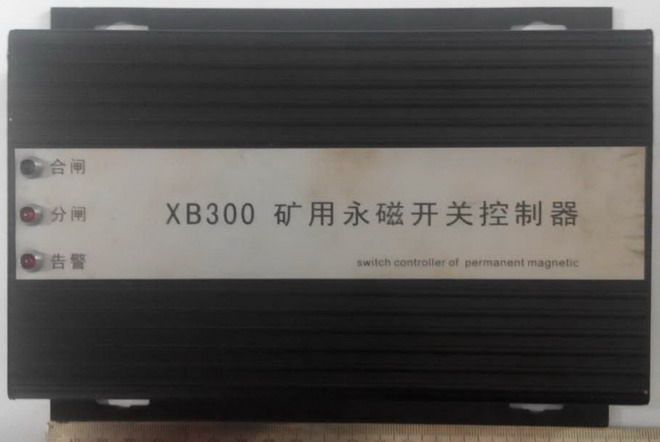 合闸
分闸
告警
XB300 矿用永磁开关控制器
switch controller of permanent magnetic